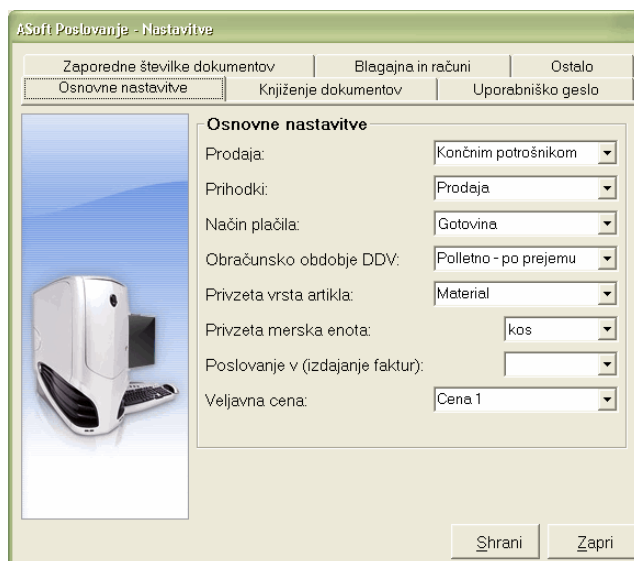 ASoft Poslovanje - Nastavitve
Zaporedne številke dokumentov Blagajna in računi Ostalo
Osnovne nastavitve Knjiženje dokumentov Uporabniško geslo
Osnovne nastavitve
Prodaja: Končnim potrošnikom
Prihodki: Prodaja
Način plačila: Gotovina
Obračunsko obdobje DDV: Polletno - po prejemu
Privzeta vrsta artikla: Material
Privzeta merska enota: kos
Poslovanje v (izdajanje faktur):
Veljavna cena: Cena 1
Shrani Zapri